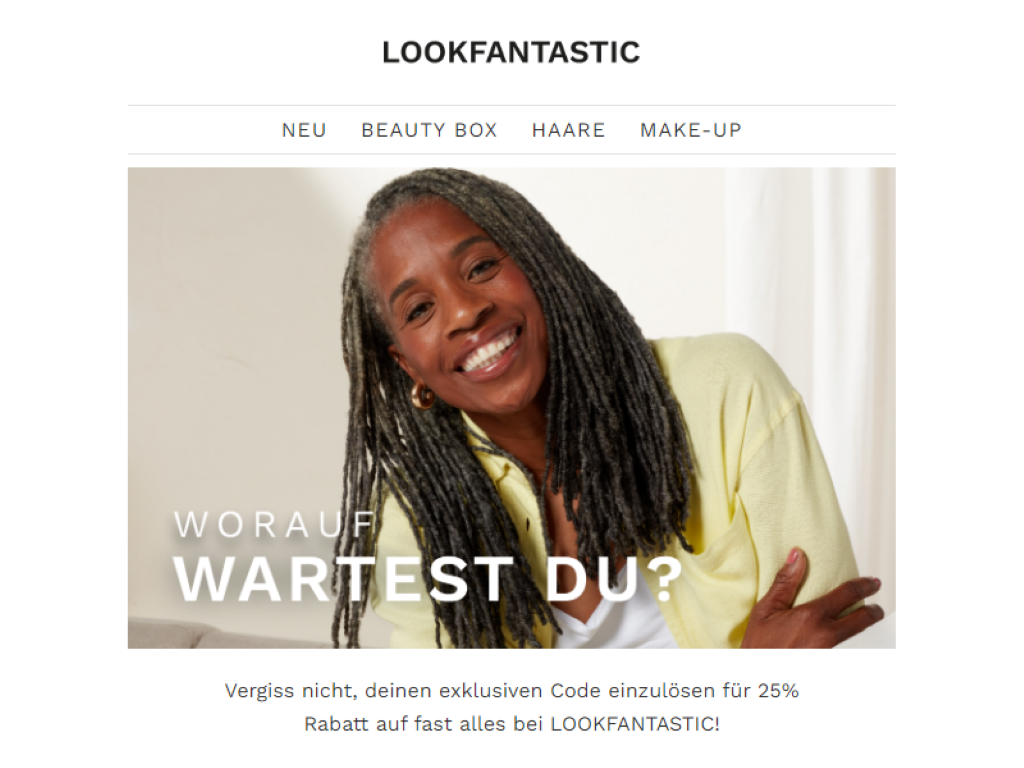 LOOKFANTASTIC
NEU BEAUTY BOX HAARE MAKE-UP
WORAUF
WARTEST DU?
Vergiss nicht, deinen exklusiven Code einzulösen für 25%
Rabatt auf fast alles bei LOOKFANTASTIC!